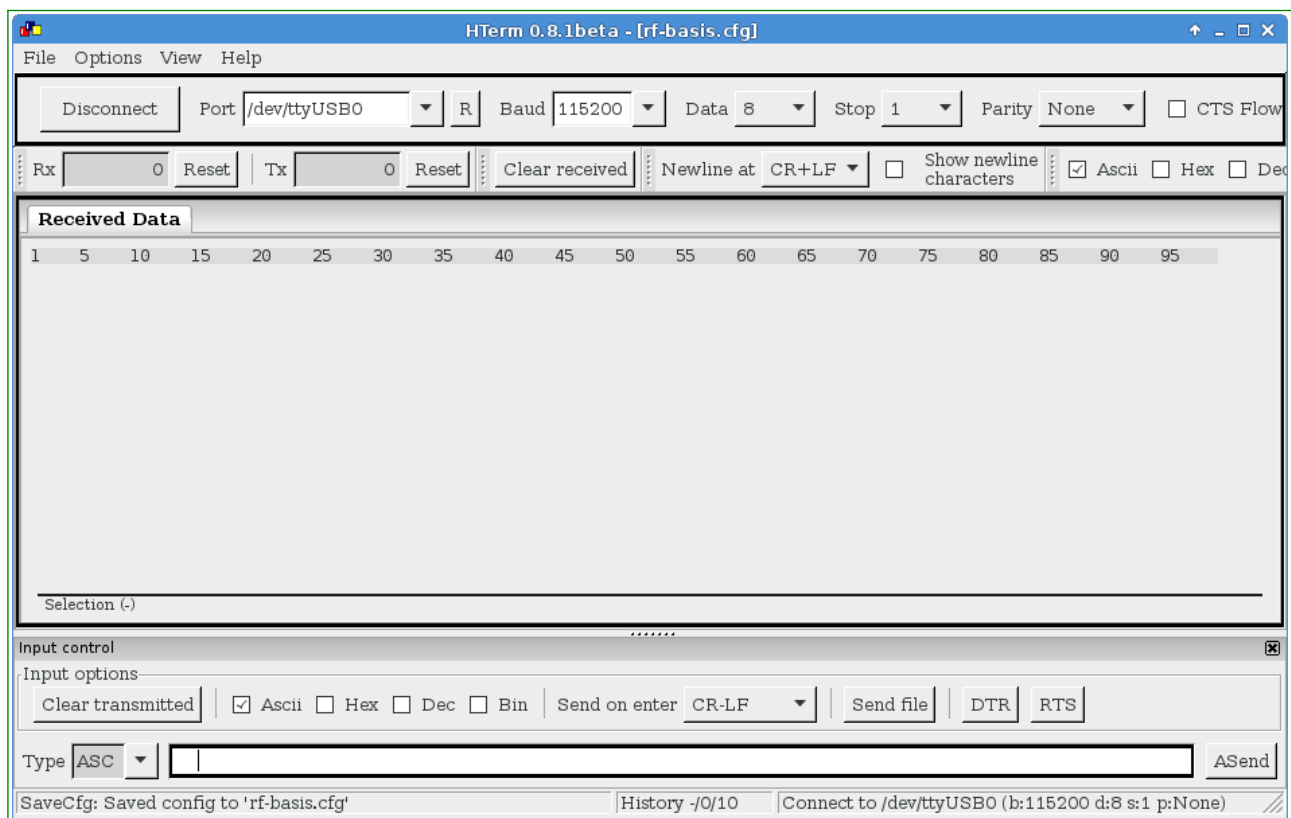 HTerm 0.8.1beta - [rf-basis.cfg]
File Options View Help
Disconnect Port /dev/ttyUSB0 R Baud 115200 Data 8 Stop 1 Parity None CTS Flow
Rx 0 Reset Tx 0 Reset Clear received Newline at CR+LF Show newline characters Ascii Hex Dec
Received Data
1 5 10 15 20 25 30 35 40 45 50 55 60 65 70 75 80 85 90 95
Selection (-)
Input control
Input options
Clear transmitted Ascii Hex Dec Bin Send on enter CR-LF Send file DTR RTS
Type ASC ASend
SaveCfg: Saved config to 'rf-basis.cfg' History -/0/10 Connect to /dev/ttyUSB0 (b:115200 d:8 s:1 p:None)